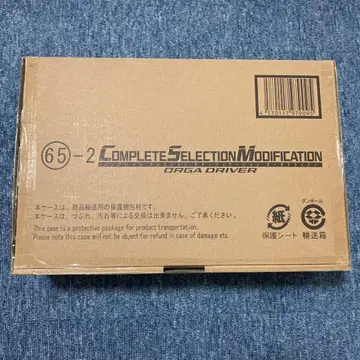 65-2 COMPLETE SELECTION MODIFICATION
ORGA DRIVER
本ケースは、商品輸送用の保護梱包材です。
本ケースは、つぶれ、汚れ等による交換は出来ません。ご了承ください。
This case is a protective package for product transportation.
Please note this case will not be object for refund in case of damage etc.
紙
保護シート
ダンボール
輸送箱